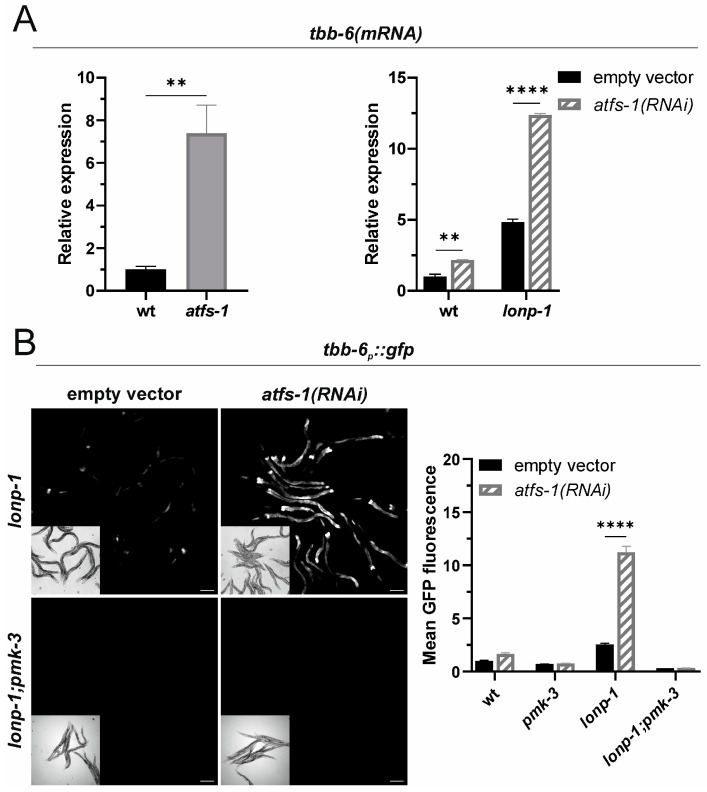 A
tbb-6(mRNA)
Relative expression
10
8
6
4
2
0
**
wt
atfs-1
Relative expression
15
10
5
0
**
****
wt
lonp-1
empty vector
atfs-1(RNAi)
B
tbb-6p::gfp
empty vector
atfs-1(RNAi)
lonp-1
lonp-1;pmk-3
Mean GFP fluorescence
20
15
10
5
0
empty vector
atfs-1(RNAi)
****
wt
pmk-3
lonp-1
lonp-1;pmk-3